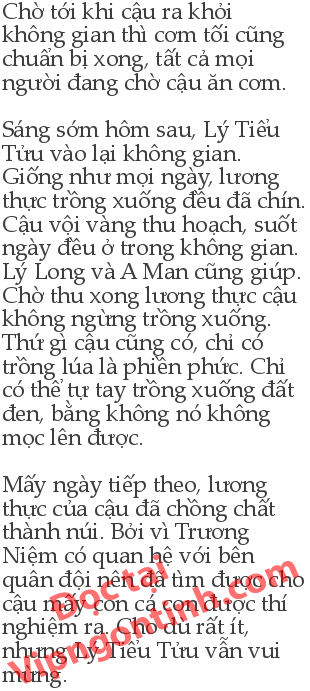 Chờ tới khi cậu ra khỏi
không gian thì cơm tối cũng
chuẩn bị xong, tất cả mọi
người đang chờ cậu ăn cơm.
Sáng sớm hôm sau, Lý Tiểu
Tửu vào lại không gian.
Giống như mọi ngày, lương
thực trồng xuống đều đã chín.
Cậu vội vàng thu hoạch, suốt
ngày đều ở trong không gian.
Lý Long và A Man cũng giúp.
Chờ thu xong lương thực cậu
không ngừng trồng xuống.
Thứ gì cậu cũng có, chỉ có
trồng lúa là phiền phức. Chỉ
có thể tự tay trồng xuống đất
đen, bằng không nó không
mọc lên được.
Mấy ngày tiếp theo, lương
thực của cậu đã chồng chất
thành núi. Bởi vì Trương
Niệm có quan hệ với bên
quân đội nên đã tìm được cho
cậu mấy con cá con được thí
nghiệm ra. Cho dù rất ít,
nhưng Lý Tiểu Tửu vẫn vui
mừng.
Đọc tại
Vipngontinh.com